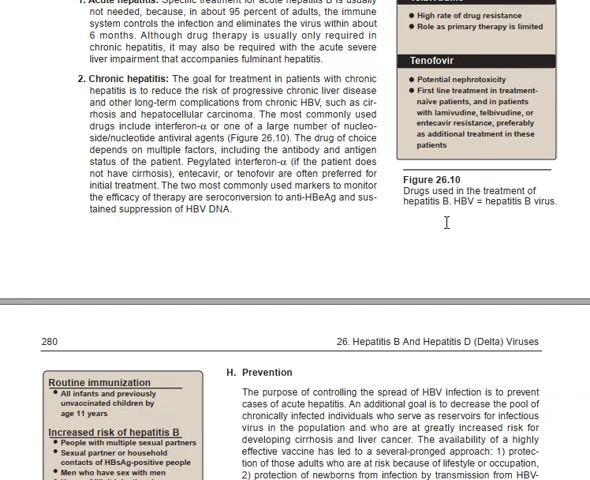 1. Acute hepatitis: Specific treatment for acute hepatitis B is usually
not needed, because, in about 95 percent of adults, the immune
system controls the infection and eliminates the virus within about
6 months. Although drug therapy is usually only required in
chronic hepatitis, it may also be required with the acute severe
liver impairment that accompanies fulminant hepatitis.
2. Chronic hepatitis: The goal for treatment in patients with chronic
hepatitis is to reduce the risk of progressive chronic liver disease
and other long-term complications from chronic HBV, such as cir-
rhosis and hepatocellular carcinoma. The most commonly used
drugs include interferon-α or one of a large number of nucleo-
side/nucleotide antiviral agents (Figure 26.10). The drug of choice
depends on multiple factors, including the antibody and antigen
status of the patient. Pegylated interferon-α (if the patient does
not have cirrhosis), entecavir, or tenofovir are often preferred for
initial treatment. The two most commonly used markers to monitor
the efficacy of therapy are seroconversion to anti-HBeAg and sus-
tained suppression of HBV DNA.
● High rate of drug resistance
● Role as primary therapy is limited
Tenofovir
● Potential nephrotoxicity
● First line treatment in treatment-
naïve patients, and in patients
with lamivudine, telbivudine, or
entecavir resistance, preferably
as additional treatment in these
patients
Figure 26.10
Drugs used in the treatment of
hepatitis B. HBV = hepatitis B virus.
280
26. Hepatitis B And Hepatitis D (Delta) Viruses
Routine immunization
● All infants and previously
unvaccinated children by
age 11 years
Increased risk of hepatitis B
● People with multiple sexual partners
● Sexual partner or household
contacts of HBsAg-positive people
● Men who have sex with men
H. Prevention
The purpose of controlling the spread of HBV infection is to prevent
cases of acute hepatitis. An additional goal is to decrease the pool of
chronically infected individuals who serve as reservoirs for infectious
virus in the population and who are at greatly increased risk for
developing cirrhosis and liver cancer. The availability of a highly
effective vaccine has led to a several-pronged approach: 1) protec-
tion of those adults who are at risk because of lifestyle or occupation,
2) protection of newborns from infection by transmission from HBV-